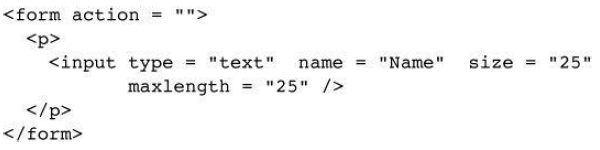 <form action = "">
<p>
<input type = "text" name = "Name" size = "25"
maxlength = "25" />
</p>
</form>